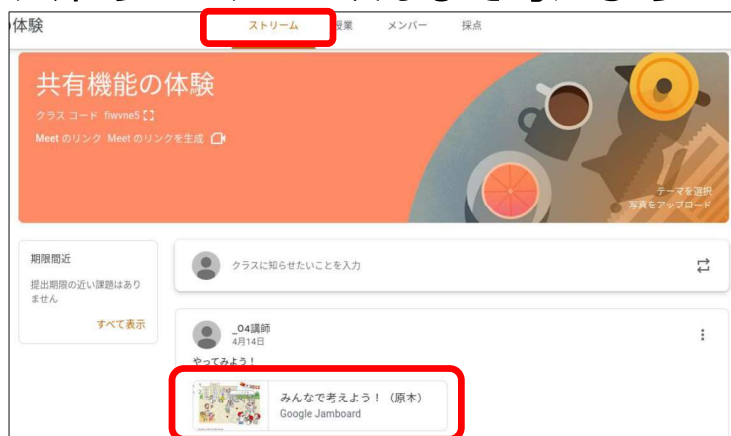 の体験
ストリーム 授業 メンバー 採点
共有機能の体験
クラス コード fiwvne5
Meet のリンク Meet のリンクを生成
テーマを選択
写真をアップロード
期限間近
提出期限の近い課題はあり
ません
すべて表示
クラスに知らせたいことを入力
_04講師
4月14日
やってみよう!
みんなで考えよう!(原木)
Google Jamboard